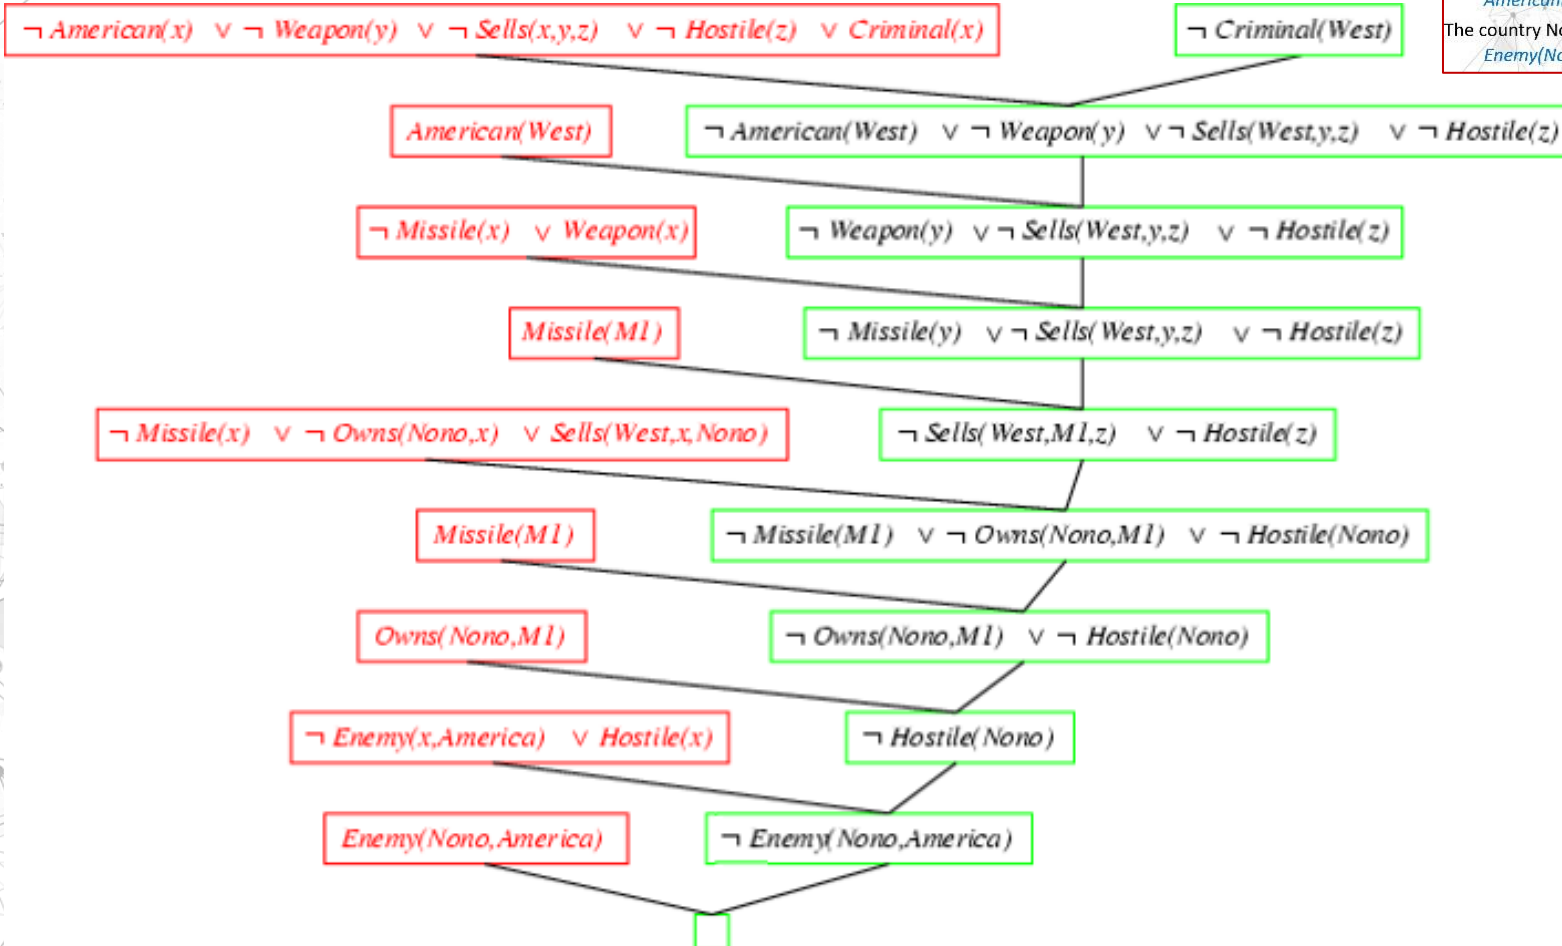 ¬ American(x) ∨ ¬ Weapon(y) ∨ ¬ Sells(x,y,z) ∨ ¬ Hostile(z) ∨ Criminal(x) ¬ Criminal(West)
The country
Enemy(
American(West) ¬ American(West) ∨ ¬ Weapon(y) ∨ ¬ Sells(West,y,z) ∨ ¬ Hostile(z)
¬ Missile(x) ∨ Weapon(x) ¬ Weapon(y) ∨ ¬ Sells(West,y,z) ∨ ¬ Hostile(z)
Missile(M1) ¬ Missile(y) ∨ ¬ Sells(West,y,z) ∨ ¬ Hostile(z)
¬ Missile(x) ∨ ¬ Owns(Nono,x) ∨ Sells(West,x,Nono) ¬ Sells(West,M1,z) ∨ ¬ Hostile(z)
Missile(M1) ¬ Missile(M1) ∨ ¬ Owns(Nono,M1) ∨ ¬ Hostile(Nono)
Owns(Nono,M1) ¬ Owns(Nono,M1) ∨ ¬ Hostile(Nono)
¬ Enemy(x,America) ∨ Hostile(x) ¬ Hostile(Nono)
Enemy(Nono,America) ¬ Enemy(Nono,America)